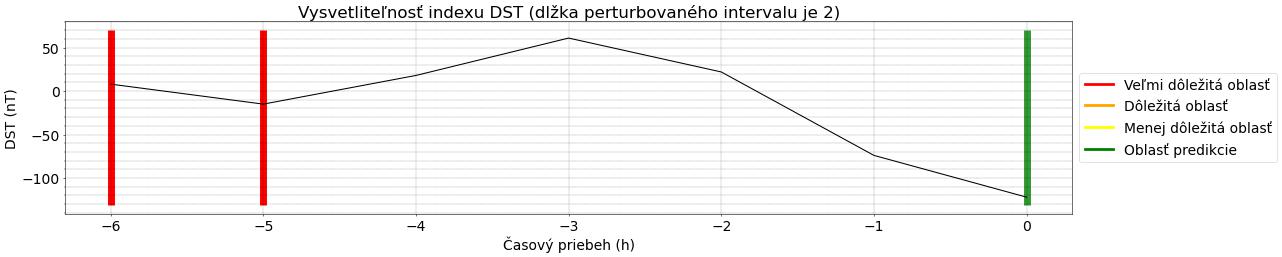 Vysvetliteľnosť indexu DST (dlžka perturbovaného intervalu je 2)
DST (nT)
50
0
−50
−100
−6 −5 −4 −3 −2 −1 0
Časový priebeh (h)
Veľmi dôležitá oblasť
Dôležitá oblasť
Menej dôležitá oblasť
Oblasť predikcie